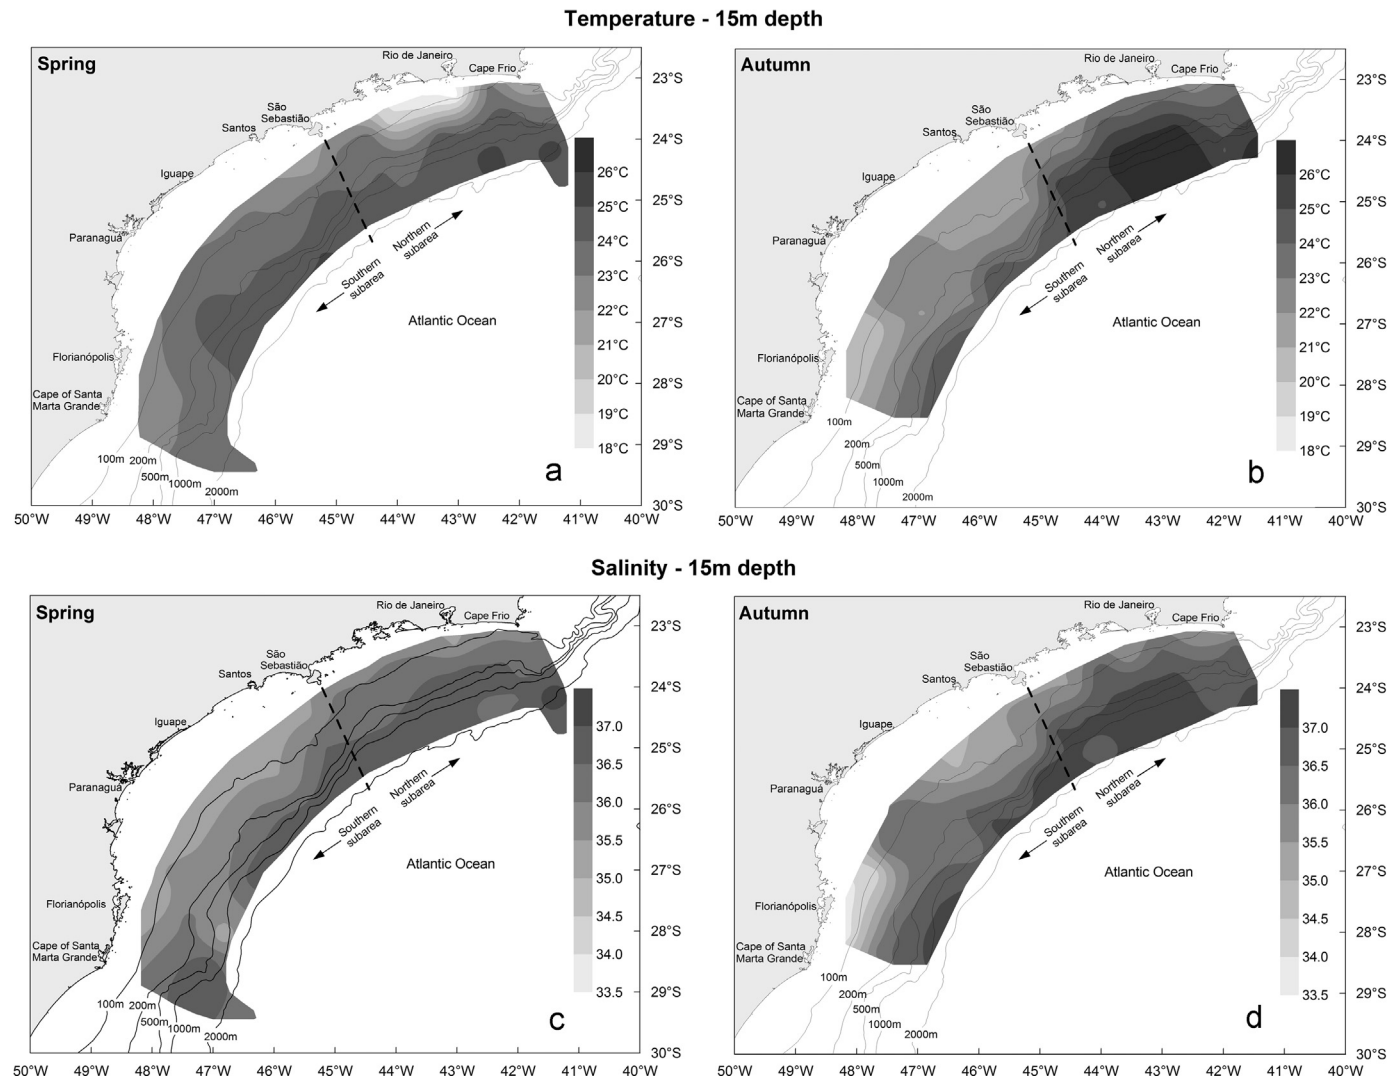 Temperature - 15m depth
Spring
Rio de Janeiro
Cape Frio
São
Sebastião
Santos
Iguape
Paranaguá
Florianópolis
Cape of Santa
Marta Grande
Northern
subarea
Southern
subarea
Atlantic Ocean
100m
200m
500m
1000m
2000m
26°C
25°C
24°C
23°C
22°C
21°C
20°C
19°C
18°C
23°S
24°S
25°S
26°S
27°S
28°S
29°S
30°S
a
50°W 49°W 48°W 47°W 46°W 45°W 44°W 43°W 42°W 41°W 40°W
Autumn
Rio de Janeiro
Cape Frio
São
Sebastião
Santos
Iguape
Paranaguá
Florianópolis
Cape of Santa
Marta Grande
Northern
subarea
Southern
subarea
Atlantic Ocean
100m
200m
500m
1000m
2000m
26°C
25°C
24°C
23°C
22°C
21°C
20°C
19°C
18°C
23°S
24°S
25°S
26°S
27°S
28°S
29°S
30°S
b
50°W 49°W 48°W 47°W 46°W 45°W 44°W 43°W 42°W 41°W 40°W
Salinity - 15m depth
Spring
Rio de Janeiro
Cape Frio
São
Sebastião
Santos
Iguape
Paranaguá
Florianópolis
Cape of Santa
Marta Grande
Northern
subarea
Southern
subarea
Atlantic Ocean
100m
200m
500m
1000m
2000m
37.0
36.5
36.0
35.5
35.0
34.5
34.0
33.5
23°S
24°S
25°S
26°S
27°S
28°S
29°S
30°S
c
50°W 49°W 48°W 47°W 46°W 45°W 44°W 43°W 42°W 41°W 40°W
Autumn
Rio de Janeiro
Cape Frio
São
Sebastião
Santos
Iguape
Paranaguá
Florianópolis
Cape of Santa
Marta Grande
Northern
subarea
Southern
subarea
Atlantic Ocean
100m
200m
500m
1000m
2000m
37.0
36.5
36.0
35.5
35.0
34.5
34.0
33.5
23°S
24°S
25°S
26°S
27°S
28°S
29°S
30°S
d
50°W 49°W 48°W 47°W 46°W 45°W 44°W 43°W 42°W 41°W 40°W